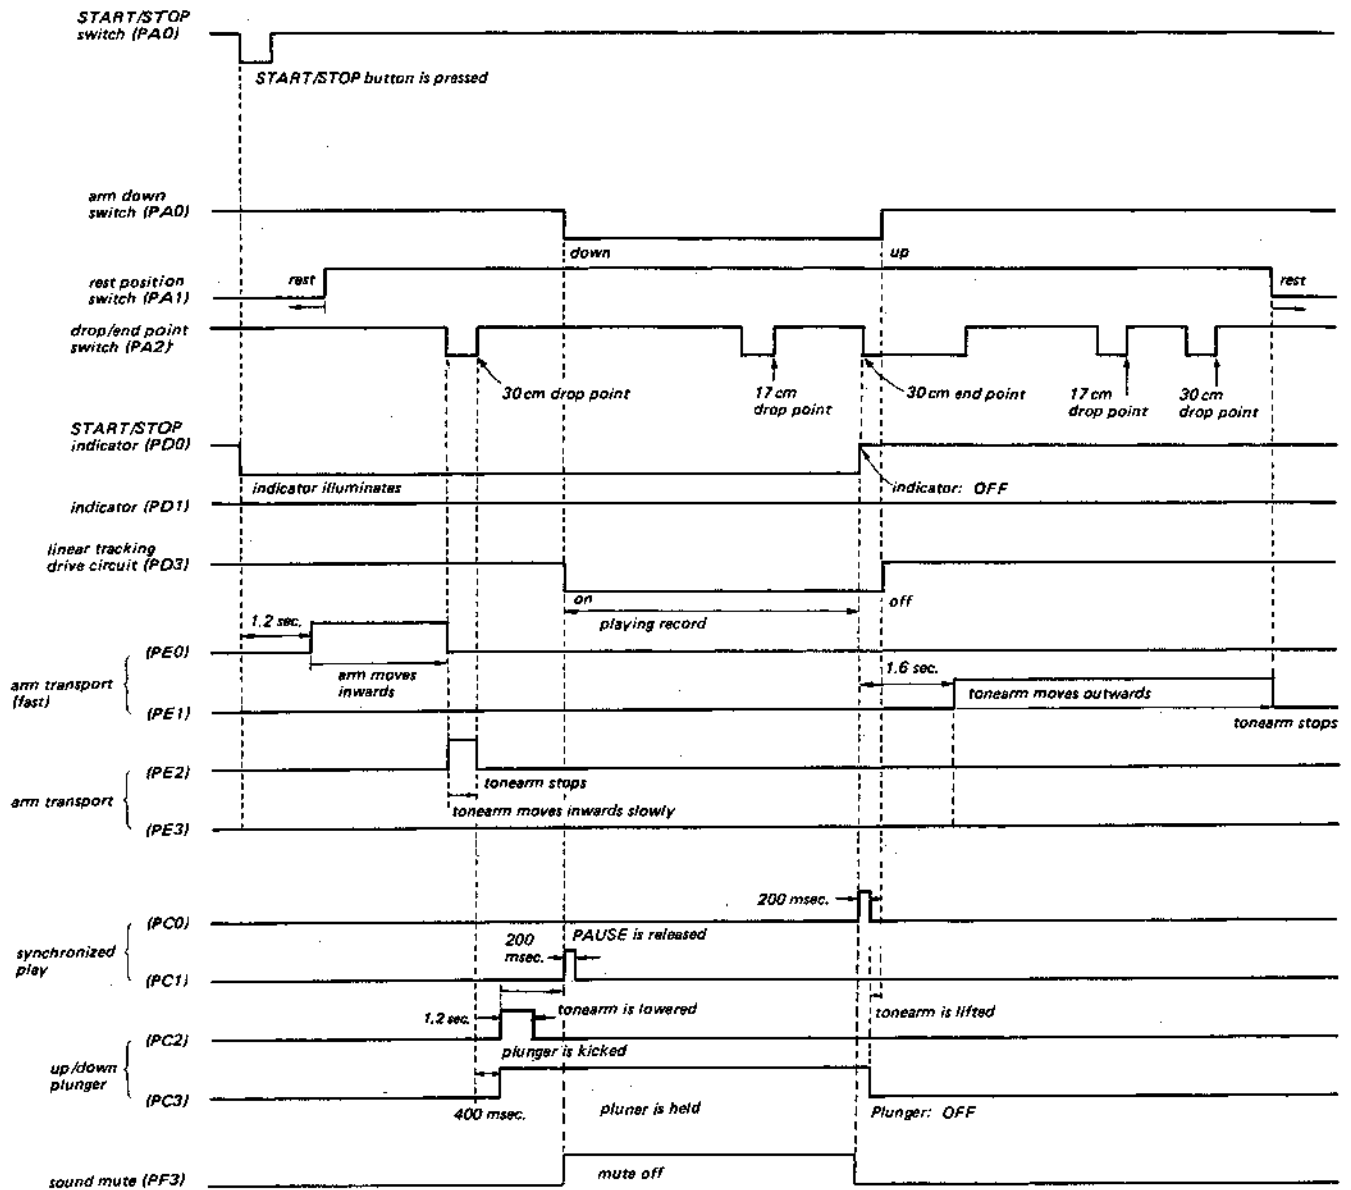 START/STOP
switch (PA0)
START/STOP button is pressed
arm down
switch (PA0)
down
up
rest position
switch (PA1)
rest
rest
drop/end point
switch (PA2)
30 cm drop point
17 cm
drop point
30 cm end point
17 cm
drop point
30 cm
drop point
START/STOP
indicator (PD0)
indicator illuminates
indicator: OFF
indicator (PD1)
linear tracking
drive circuit (PD3)
on
off
playing record
1.2 sec.
(PE0)
arm moves
inwards
1.6 sec.
arm transport
(fast)
tonearm moves outwards
(PE1)
tonearm stops
(PE2)
tonearm stops
arm transport
tonearm moves inwards slowly
(PE3)
200 msec.
(PC0)
PAUSE is released
synchronized
play
200
msec.
(PC1)
tonearm is lowered
tonearm is lifted
1.2 sec.
(PC2)
plunger is kicked
up/down
plunger
(PC3)
400 msec.
pluner is held
Plunger: OFF
mute off
sound mute (PF3)